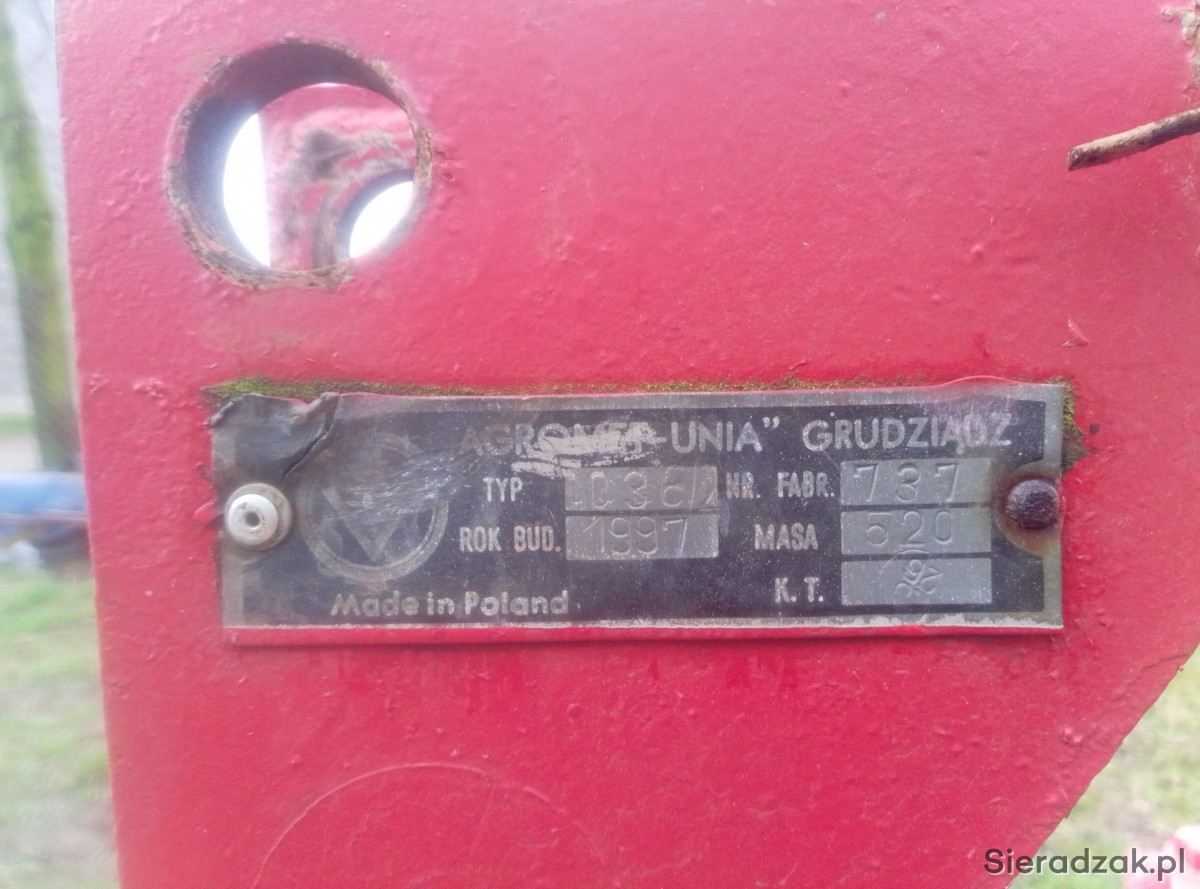 "AGROMET-UNIA" GRUDZIĄDZ
TYP NR. FABR. 737
ROK BUD. 1997 MASA 520
K. T.
Made in Poland
Sieradzak.pl